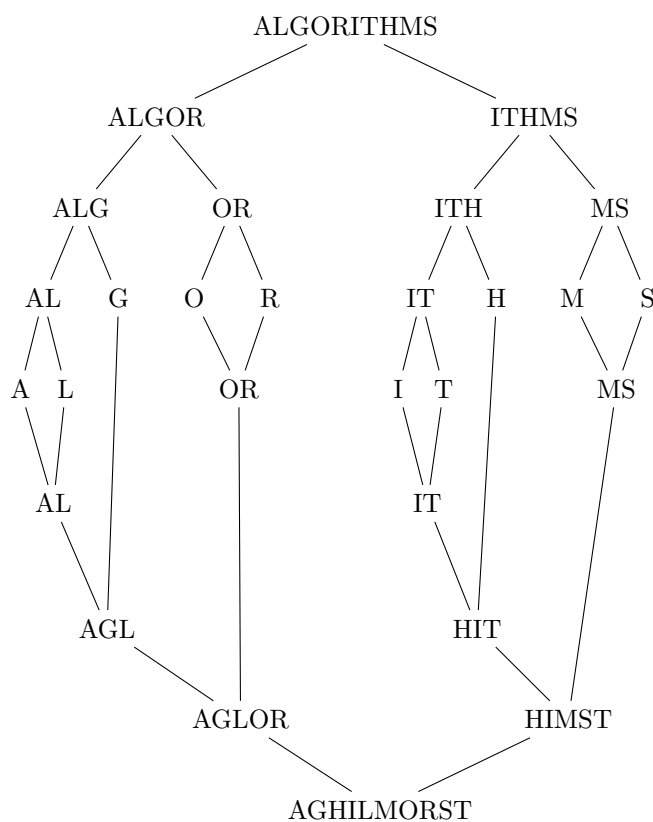 ALGORITHMS
ALGOR ITHMS
ALG OR ITH MS
AL G O R IT H M S
A L OR I T MS
AL IT
AGL HIT
AGLOR HIMST
AGHILMORST